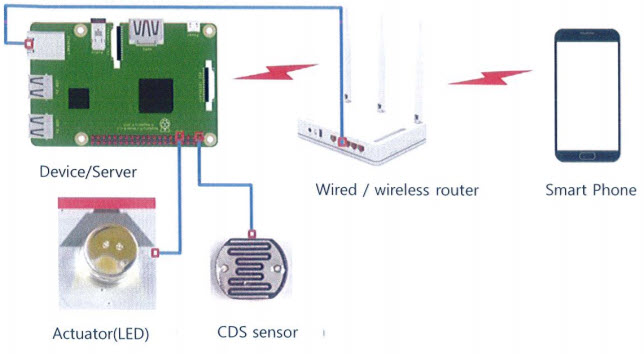 Device/Server
Wired / wireless router
Smart Phone
Actuator(LED)
CDS sensor